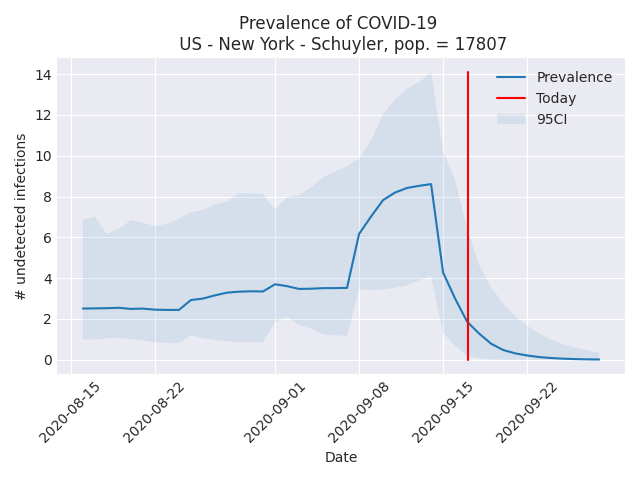 Prevalence of COVID-19
US - New York - Schuyler, pop. = 17807
Prevalence
Today
95CI
# undetected infections
14
12
10
8
6
4
2
0
2020-08-15
2020-08-22
2020-09-01
2020-09-08
2020-09-15
2020-09-22
Date